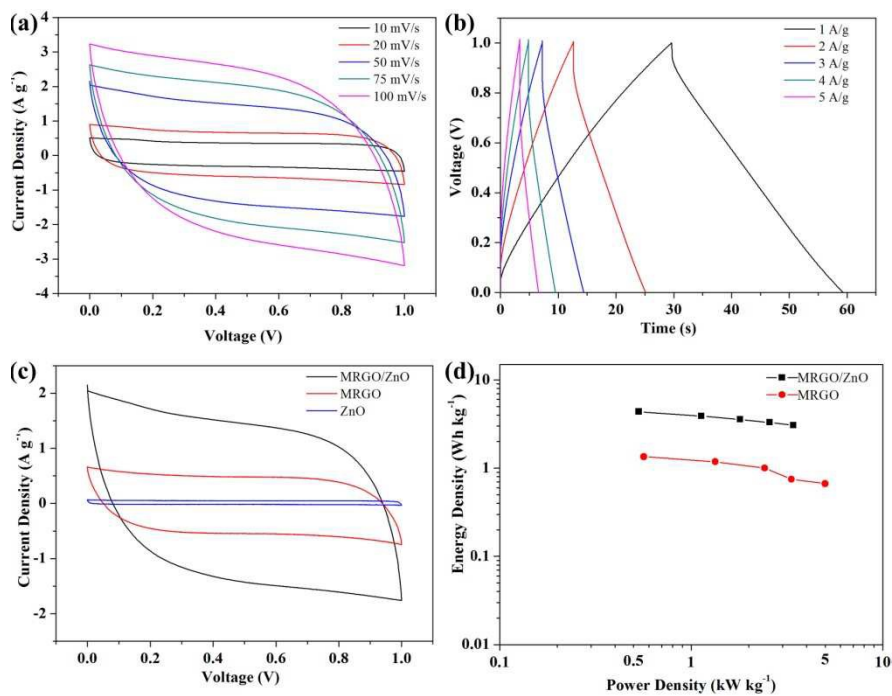 (a)
10 mV/s
20 mV/s
50 mV/s
75 mV/s
100 mV/s
4
3
2
1
0
-1
-2
-3
-4
Current Density (A g⁻¹)
0.0 0.2 0.4 0.6 0.8 1.0
Voltage (V)
(b)
1 A/g
2 A/g
3 A/g
4 A/g
5 A/g
1.2
1.0
0.8
0.6
0.4
0.2
0.0
Voltage (V)
0 10 20 30 40 50 60
Time (s)
(c)
MRGO/ZnO
MRGO
ZnO
2
1
0
-1
-2
Current Density (A g⁻¹)
0.0 0.2 0.4 0.6 0.8 1.0
Voltage (V)
(d)
MRGO/ZnO
MRGO
10
1
0.1
0.01
Energy Density (Wh kg⁻¹)
0.1 0.5 1 5 10
Power Density (kW kg⁻¹)